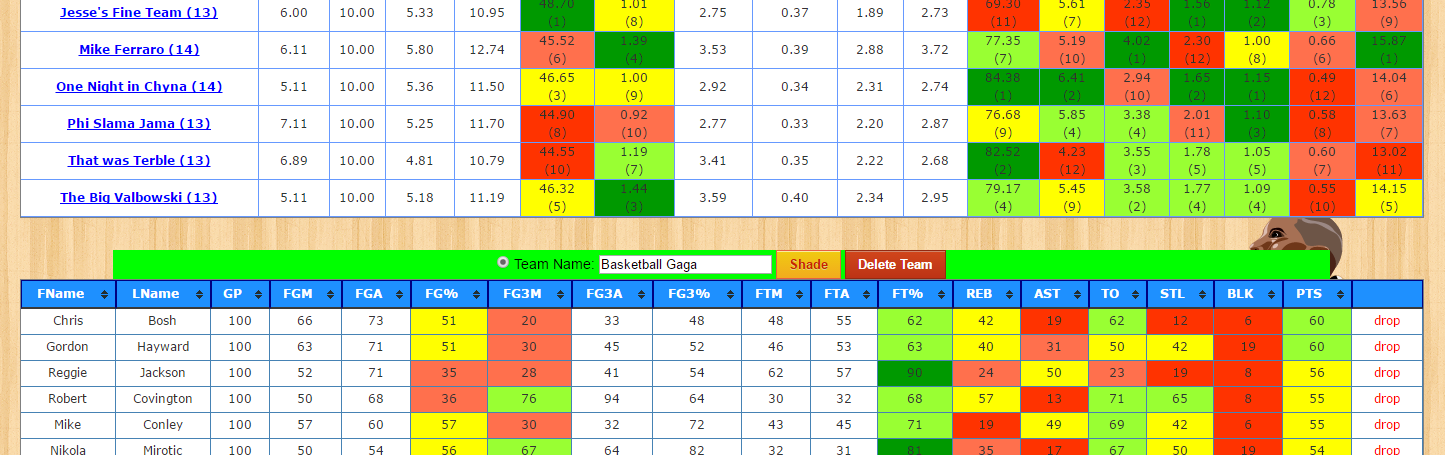 Jesse's Fine Team (13) 6.00 10.00 5.33 10.95 48.70 (1) 1.01 (8) 2.75 0.37 1.89 2.73 69.30 (11) 5.61 (7) 2.35 (12) 1.56 (1) 1.12 (2) 0.78 (3) 13.56 (9)
Mike Ferraro (14) 6.11 10.00 5.80 12.74 45.52 (6) 1.39 (4) 3.53 0.39 2.88 3.72 77.35 (7) 5.19 (10) 4.02 (1) 2.30 (12) 1.00 (8) 0.66 (6) 15.87 (1)
One Night in Chyna (14) 5.11 10.00 5.36 11.50 46.65 (3) 1.00 (9) 2.92 0.34 2.31 2.74 84.38 (1) 6.41 (2) 2.94 (10) 1.65 (2) 1.15 (1) 0.49 (12) 14.04 (6)
Phi Slama Jama (13) 7.11 10.00 5.25 11.70 44.90 (8) 0.92 (10) 2.77 0.33 2.20 2.87 76.68 (9) 5.85 (4) 3.38 (4) 2.01 (11) 1.10 (3) 0.58 (8) 13.63 (7)
That was Terble (13) 6.89 10.00 4.81 10.79 44.55 (10) 1.19 (7) 3.41 0.35 2.22 2.68 82.52 (2) 4.23 (12) 3.55 (3) 1.78 (5) 1.05 (5) 0.60 (7) 13.02 (11)
The Big Valbowski (13) 5.11 10.00 5.18 11.19 46.32 (5) 1.44 (3) 3.59 0.40 2.34 2.95 79.17 (4) 5.45 (9) 3.58 (2) 1.77 (4) 1.09 (4) 0.55 (10) 14.15 (5)
Team Name: Basketball Gaga Shade Delete Team
FName LName GP FGM FGA FG% FG3M FG3A FG3% FTM FTA FT% REB AST TO STL BLK PTS
Chris Bosh 100 66 73 51 20 33 48 48 55 62 42 19 62 12 6 60 drop
Gordon Hayward 100 63 71 51 30 45 52 46 53 63 40 31 50 42 19 60 drop
Reggie Jackson 100 52 71 35 28 41 54 62 57 90 24 50 23 19 8 56 drop
Robert Covington 100 50 68 36 76 94 64 30 32 68 57 13 71 65 8 55 drop
Mike Conley 100 57 60 57 30 32 72 43 45 71 19 49 69 42 6 55 drop
Nikola Mirotic 100 50 54 56 67 64 82 32 31 81 35 17 67 50 19 54 drop